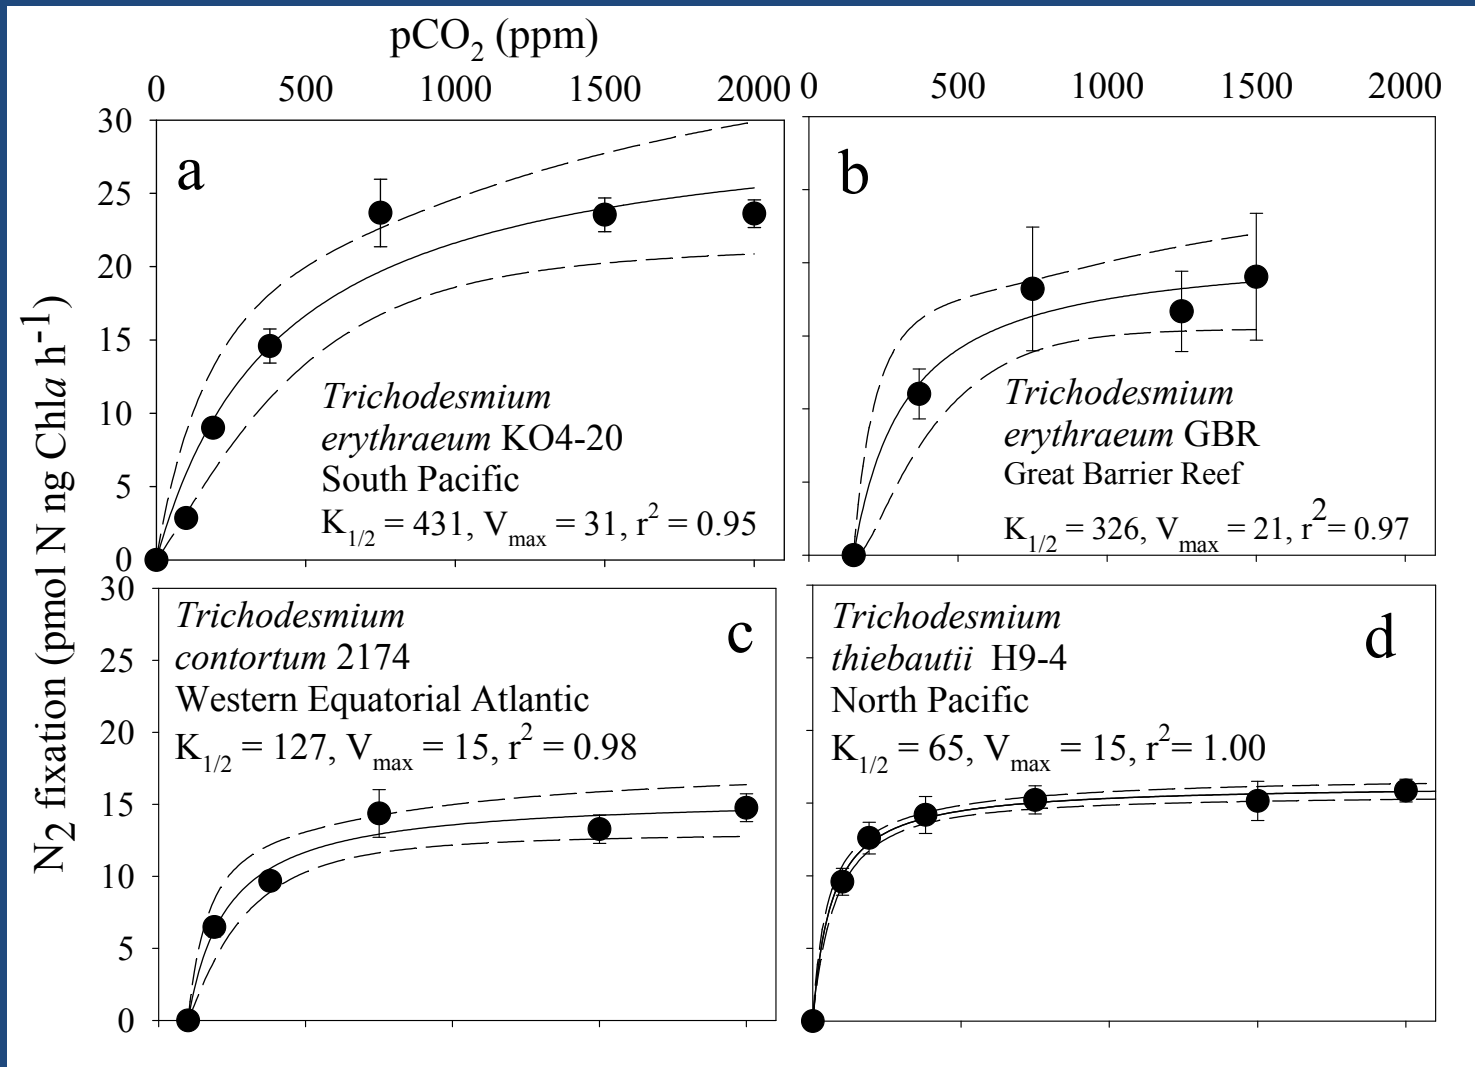 pCO2 (ppm)
0 500 1000 1500 2000
0 500 1000 1500 2000
N2 fixation (pmol N ng Chla h-1)
30
25
20
15
10
5
0
a
Trichodesmium
erythraeum KO4-20
South Pacific
K1/2 = 431, Vmax = 31, r2 = 0.95
b
Trichodesmium
erythraeum GBR
Great Barrier Reef
K1/2 = 326, Vmax = 21, r2= 0.97
30
25
20
15
10
5
0
Trichodesmium
contortum 2174
Western Equatorial Atlantic
K1/2 = 127, Vmax = 15, r2 = 0.98
c
Trichodesmium
thiebautii H9-4
North Pacific
K1/2 = 65, Vmax = 15, r2= 1.00
d